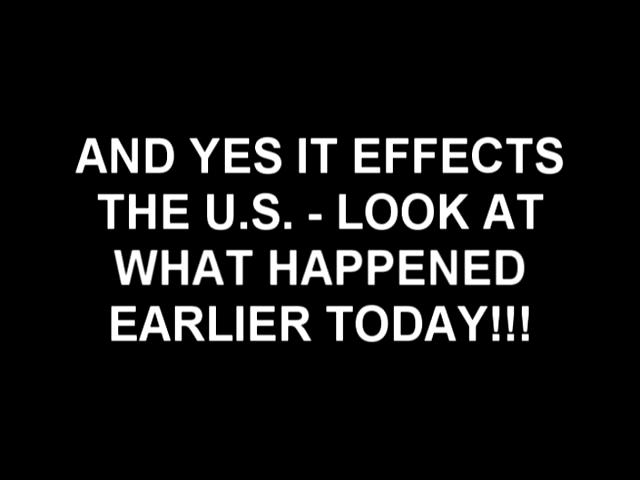 AND YES IT EFFECTS
THE U.S. - LOOK AT
WHAT HAPPENED
EARLIER TODAY!!!